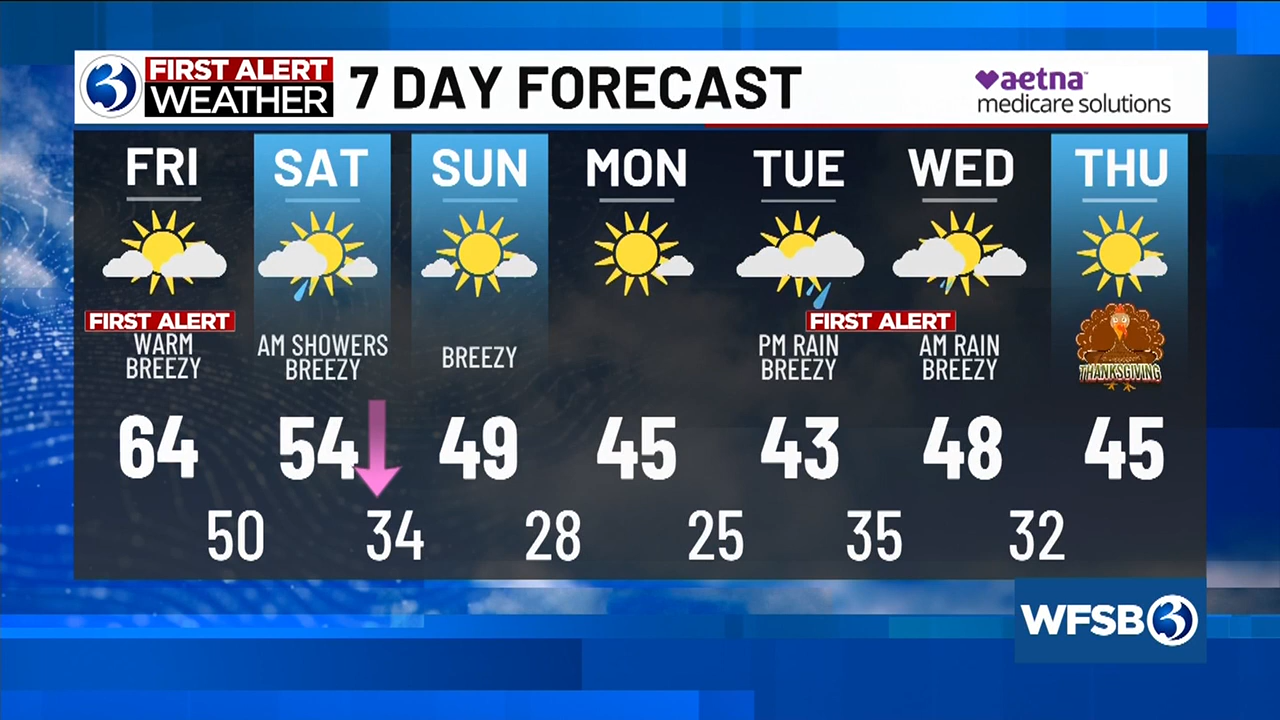 3 FIRST ALERT WEATHER
7 DAY FORECAST
aetna™
medicare solutions
FRI SAT SUN MON TUE WED THU
FIRST ALERT
WARM
BREEZY
AM SHOWERS
BREEZY
BREEZY
FIRST ALERT
PM RAIN
BREEZY
AM RAIN
BREEZY
THANKSGIVING
64 54 49 45 43 48 45
50 34 28 25 35 32
WFSB 3